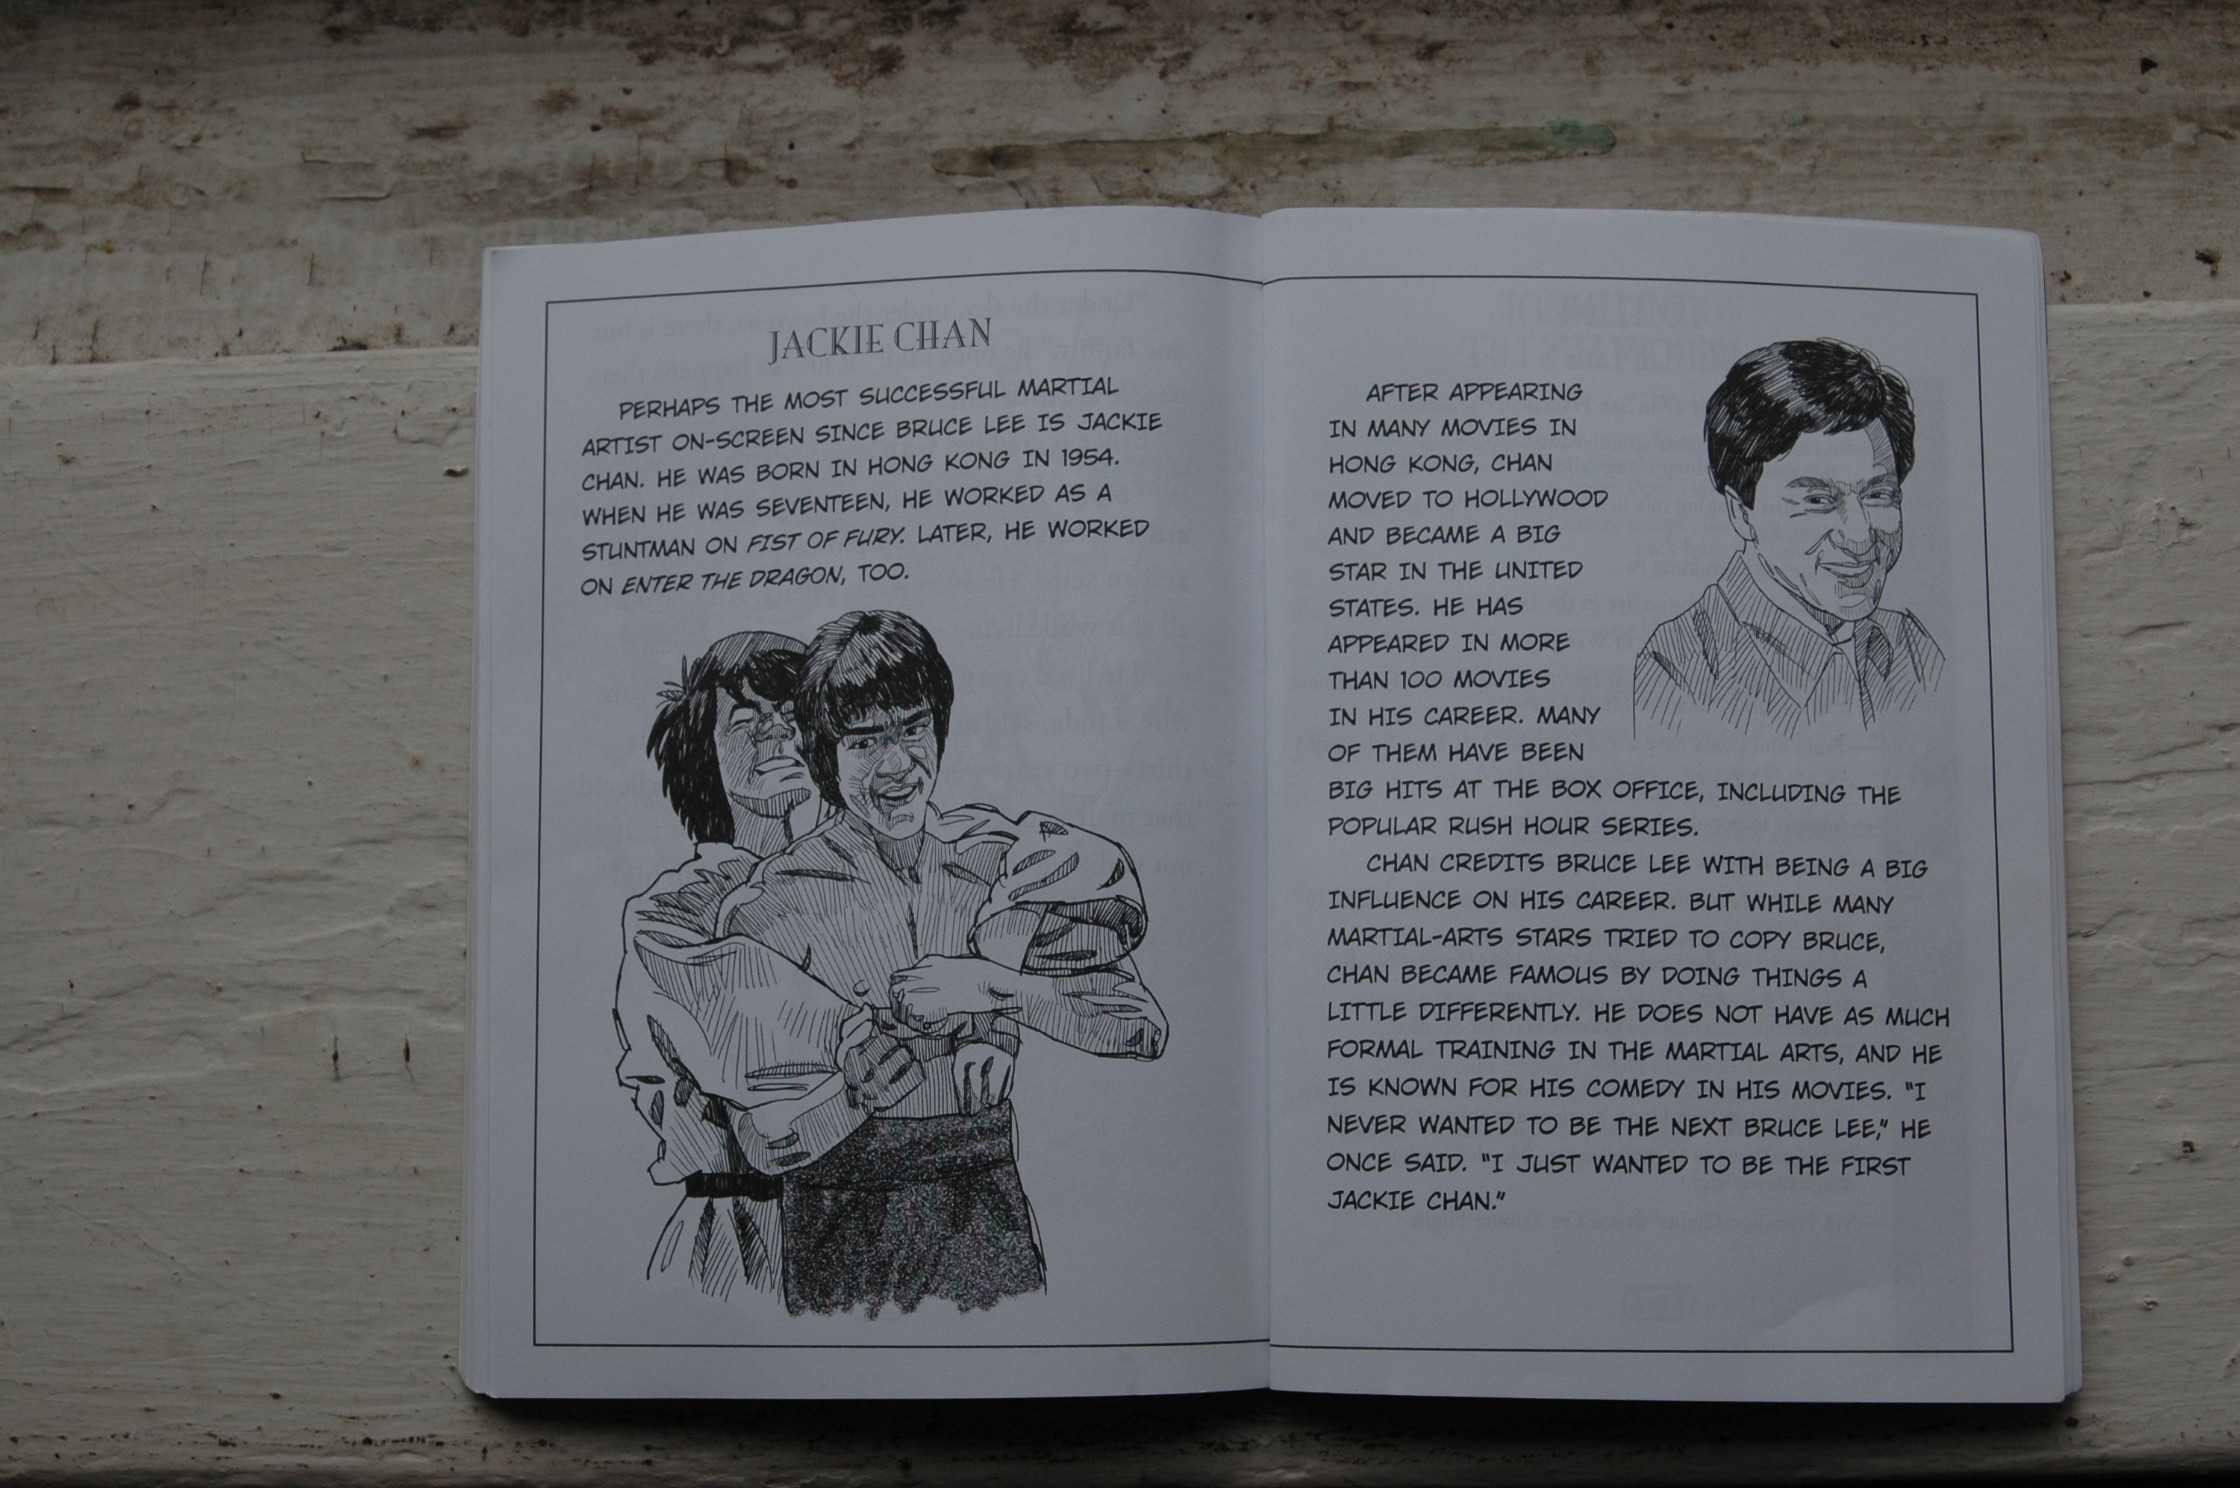 JACKIE CHAN
PERHAPS THE MOST SUCCESSFUL MARTIAL
ARTIST ON-SCREEN SINCE BRUCE LEE IS JACKIE
CHAN. HE WAS BORN IN HONG KONG IN 1954.
WHEN HE WAS SEVENTEEN, HE WORKED AS A
STUNTMAN ON FIST OF FURY. LATER, HE WORKED
ON ENTER THE DRAGON, TOO.
AFTER APPEARING
IN MANY MOVIES IN
HONG KONG, CHAN
MOVED TO HOLLYWOOD
AND BECAME A BIG
STAR IN THE UNITED
STATES. HE HAS
APPEARED IN MORE
THAN 100 MOVIES
IN HIS CAREER. MANY
OF THEM HAVE BEEN
BIG HITS AT THE BOX OFFICE, INCLUDING THE
POPULAR RUSH HOUR SERIES.
CHAN CREDITS BRUCE LEE WITH BEING A BIG
INFLUENCE ON HIS CAREER. BUT WHILE MANY
MARTIAL-ARTS STARS TRIED TO COPY BRUCE,
CHAN BECAME FAMOUS BY DOING THINGS A
LITTLE DIFFERENTLY. HE DOES NOT HAVE AS MUCH
FORMAL TRAINING IN THE MARTIAL ARTS, AND HE
IS KNOWN FOR HIS COMEDY IN HIS MOVIES. "I
NEVER WANTED TO BE THE NEXT BRUCE LEE," HE
ONCE SAID. "I JUST WANTED TO BE THE FIRST
JACKIE CHAN."